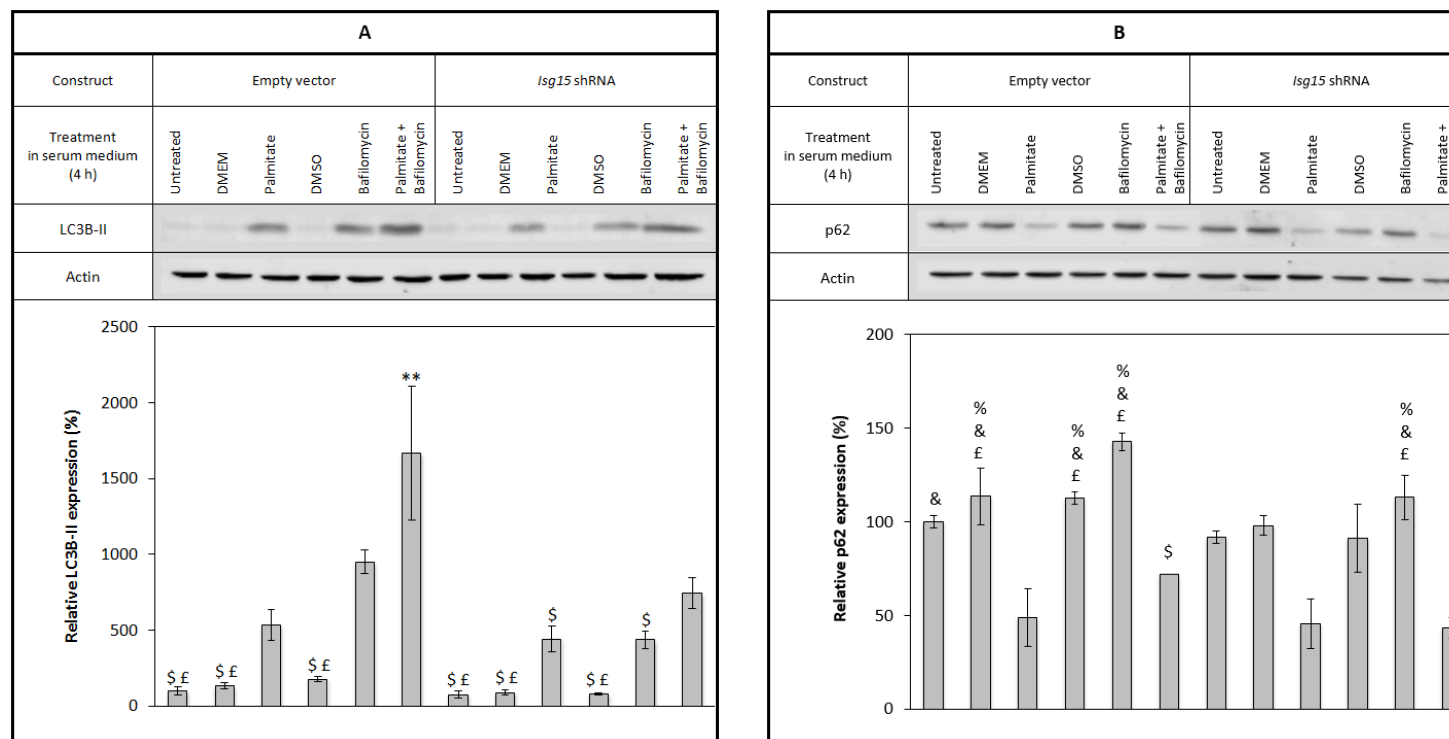 A
Construct
Empty vector
Isg15 shRNA
Treatment
in serum medium
(4 h)
Untreated
DMEM
Palmitate
DMSO
Bafilomycin
Palmitate +
Bafilomycin
Untreated
DMEM
Palmitate
DMSO
Bafilomycin
Palmitate +
Bafilomycin
LC3B-II
Actin
Relative LC3B-II expression (%)
2500
2000
1500
1000
500
0
$ £
$ £
$ £
**
$ £
$ £
$
$ £
$
B
Construct
Empty vector
Isg15 shRNA
Treatment
in serum medium
(4 h)
Untreated
DMEM
Palmitate
DMSO
Bafilomycin
Palmitate +
Bafilomycin
Untreated
DMEM
Palmitate
DMSO
Bafilomycin
Palmitate +
p62
Actin
Relative p62 expression (%)
200
150
100
50
0
&
%
&
£
%
&
£
%
&
£
$
%
&
£